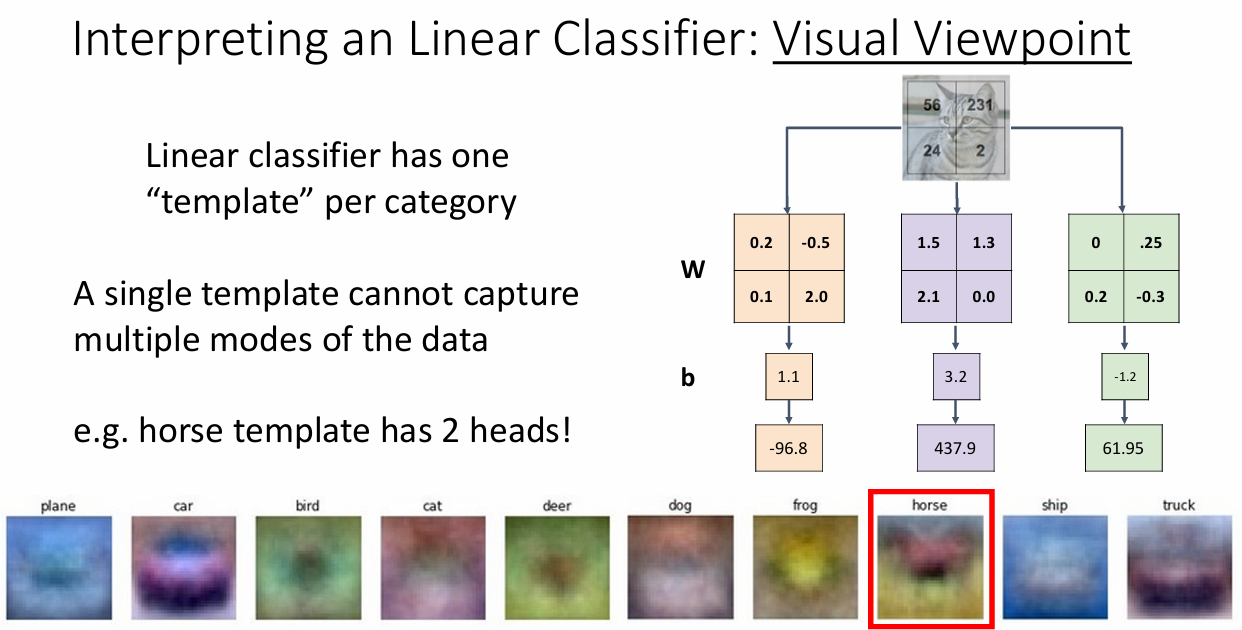 Interpreting an Linear Classifier: Visual Viewpoint
Linear classifier has one
“template” per category
A single template cannot capture
multiple modes of the data
e.g. horse template has 2 heads!
56 231
24 2
W
0.2 -0.5
0.1 2.0
1.5 1.3
2.1 0.0
0 .25
0.2 -0.3
b
1.1 3.2 -1.2
-96.8 437.9 61.95
plane car bird cat deer dog frog horse ship truck